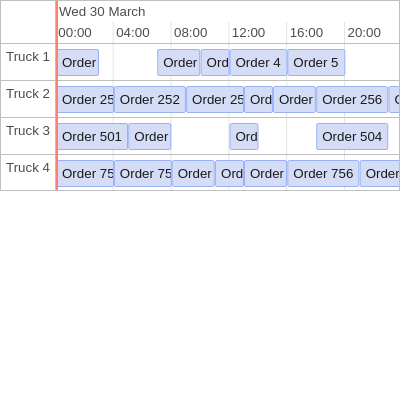 Wed 30 March
00:00 04:00 08:00 12:00 16:00 20:00
Truck 1 Order Order Ord Order 4 Order 5
Truck 2 Order 25 Order 252 Order 25 Ord Order Order 256
Truck 3 Order 501 Order Ord Order 504
Truck 4 Order 75 Order 75 Order Ord Order Order 756 Order